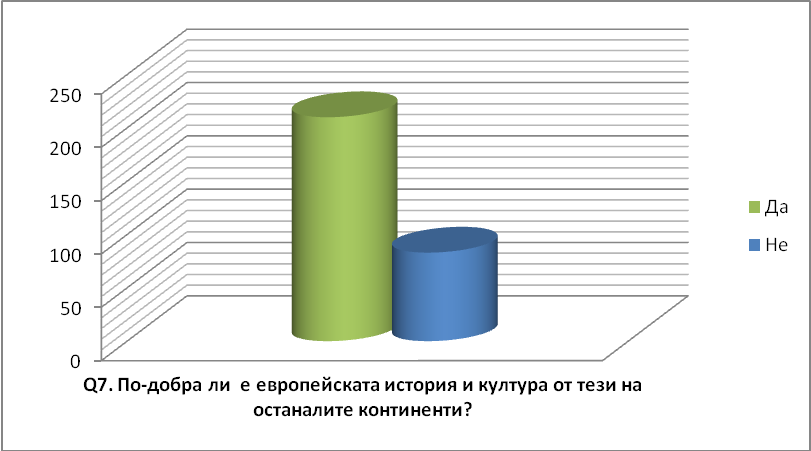 250
200
150
100
50
0
Да
Не
Q7. По-добра ли  е европейската история и култура от тези на
останалите континенти?